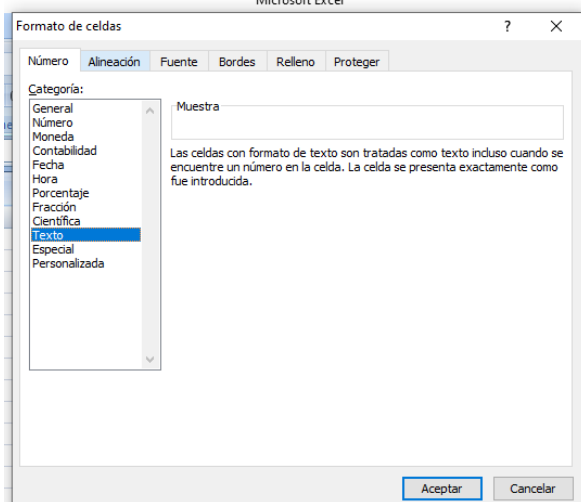 Microsoft Excel
Formato de celdas
?
Número Alineación Fuente Bordes Relleno Proteger
Categoría:
General
Número
Moneda
Contabilidad
Fecha
Hora
Porcentaje
Fracción
Científica
Texto
Especial
Personalizada
Muestra
Las celdas con formato de texto son tratadas como texto incluso cuando se
encuentre un número en la celda. La celda se presenta exactamente como
fue introducida.
Aceptar Cancelar